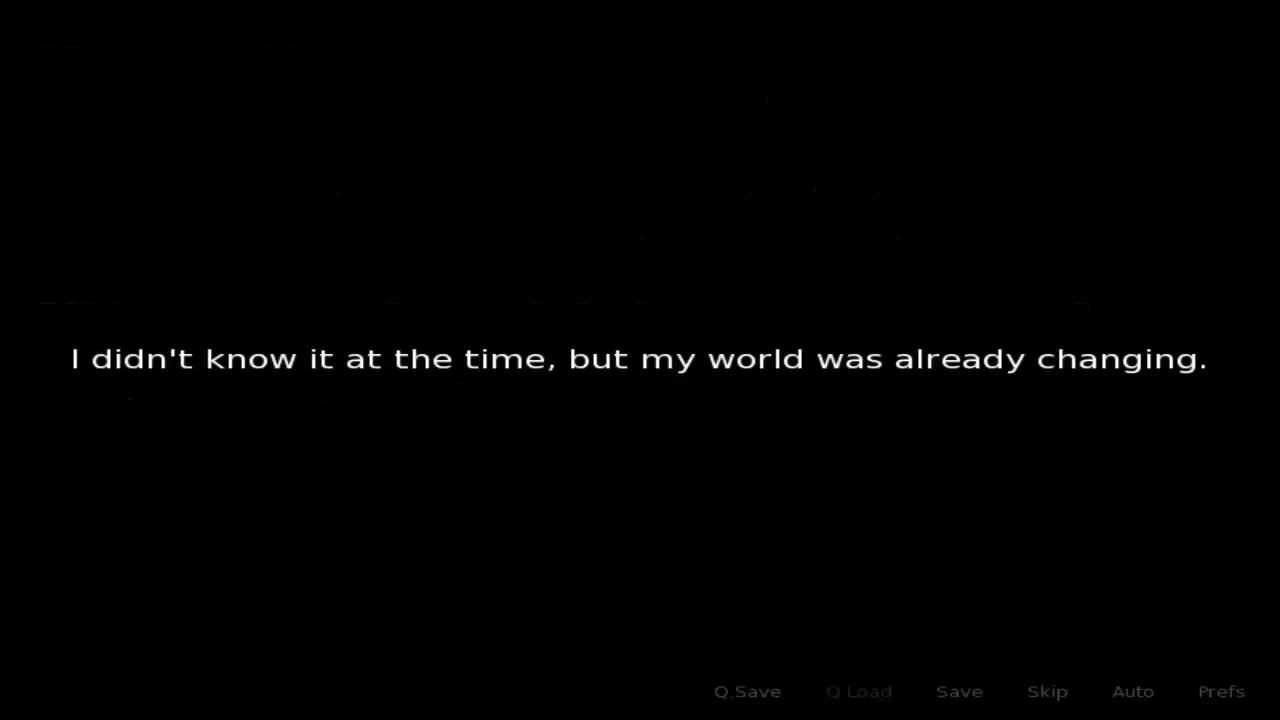 I didn't know it at the time, but my world was already changing.
Q.Save Q.Load Save Skip Auto Prefs